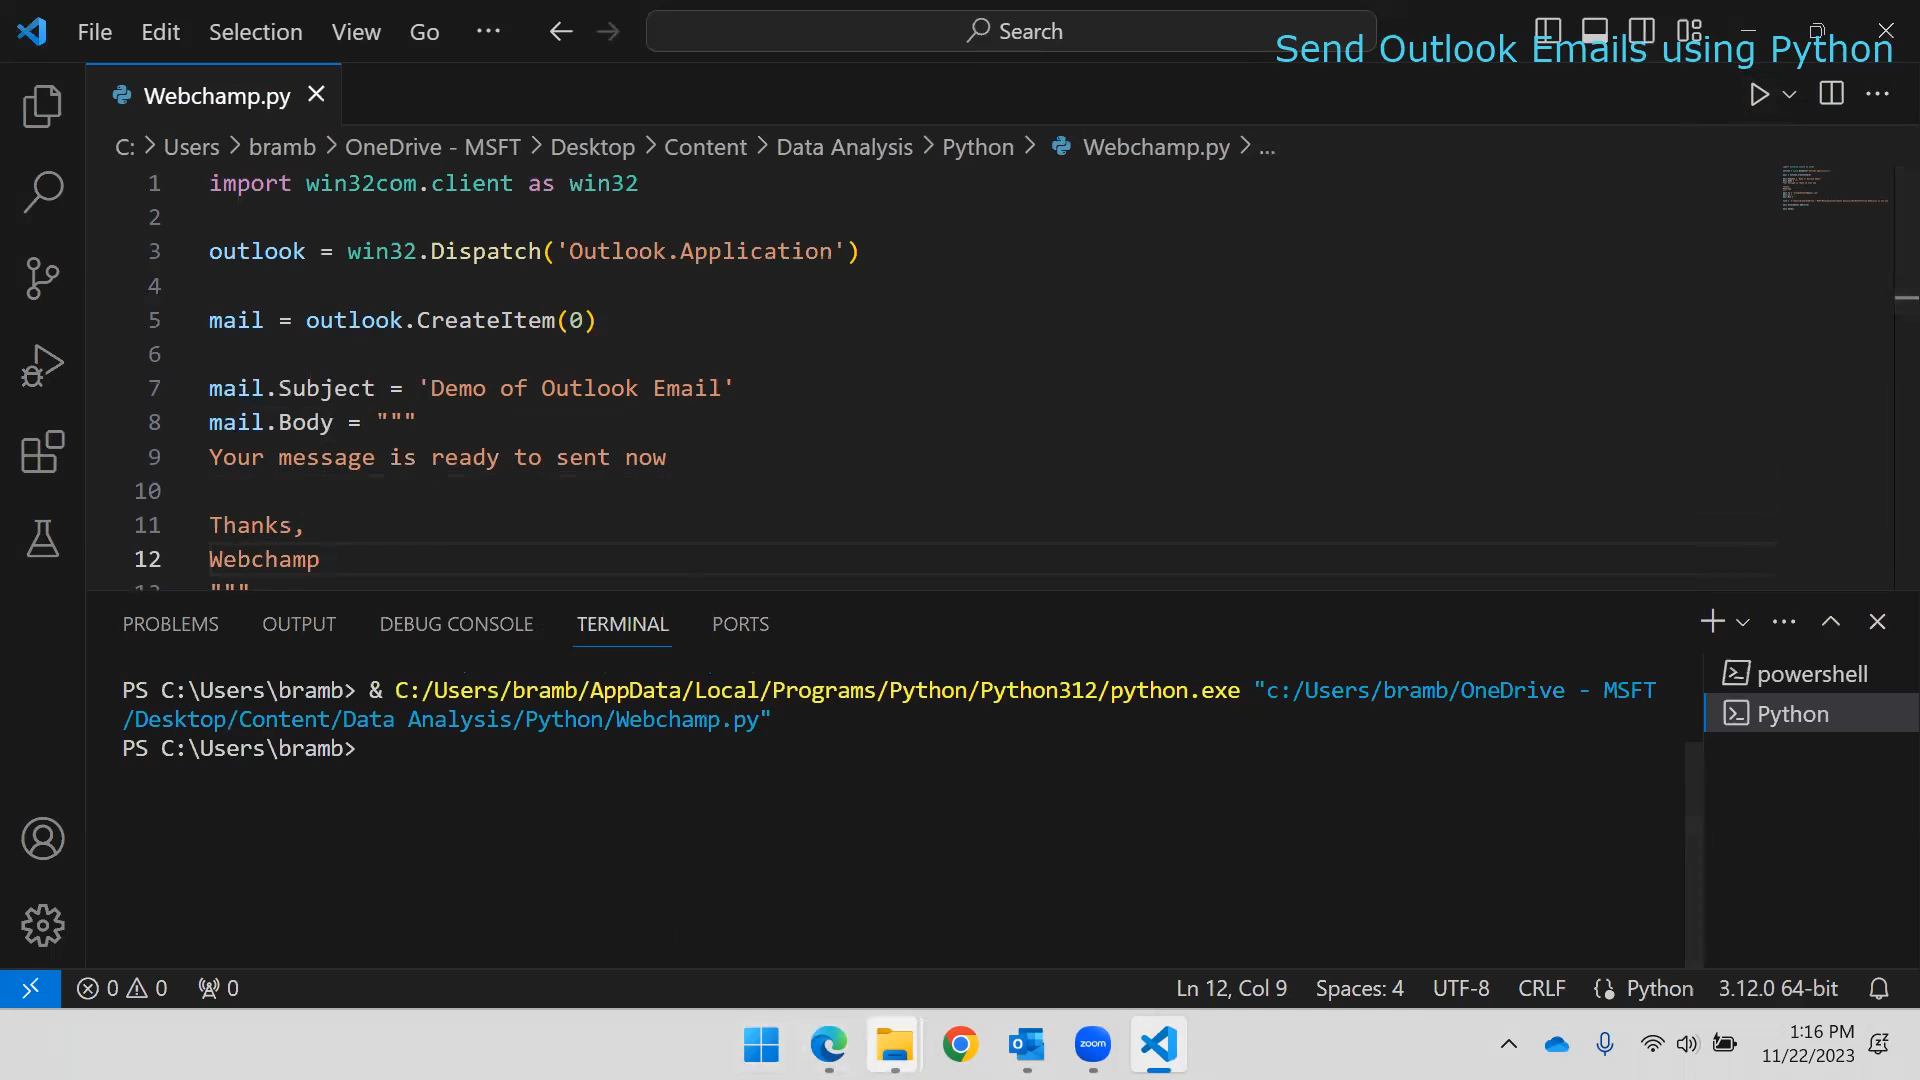 File Edit Selection View Go ··· Search
Send Outlook Emails using Python
Webchamp.py
C: > Users > bramb > OneDrive - MSFT > Desktop > Content > Data Analysis > Python > Webchamp.py > ...
1 import win32com.client as win32
2
3 outlook = win32.Dispatch('Outlook.Application')
4
5 mail = outlook.CreateItem(0)
6
7 mail.Subject = 'Demo of Outlook Email'
8 mail.Body = """
9 Your message is ready to sent now
10
11 Thanks,
12 Webchamp
13 """
PROBLEMS OUTPUT DEBUG CONSOLE TERMINAL PORTS
PS C:\Users\bramb> & C:/Users/bramb/AppData/Local/Programs/Python/Python312/python.exe "c:/Users/bramb/OneDrive - MSFT
/Desktop/Content/Data Analysis/Python/Webchamp.py"
PS C:\Users\bramb>
powershell
Python
0 0 0 Ln 12, Col 9 Spaces: 4 UTF-8 CRLF Python 3.12.0 64-bit
zoom
1:16 PM
11/22/2023